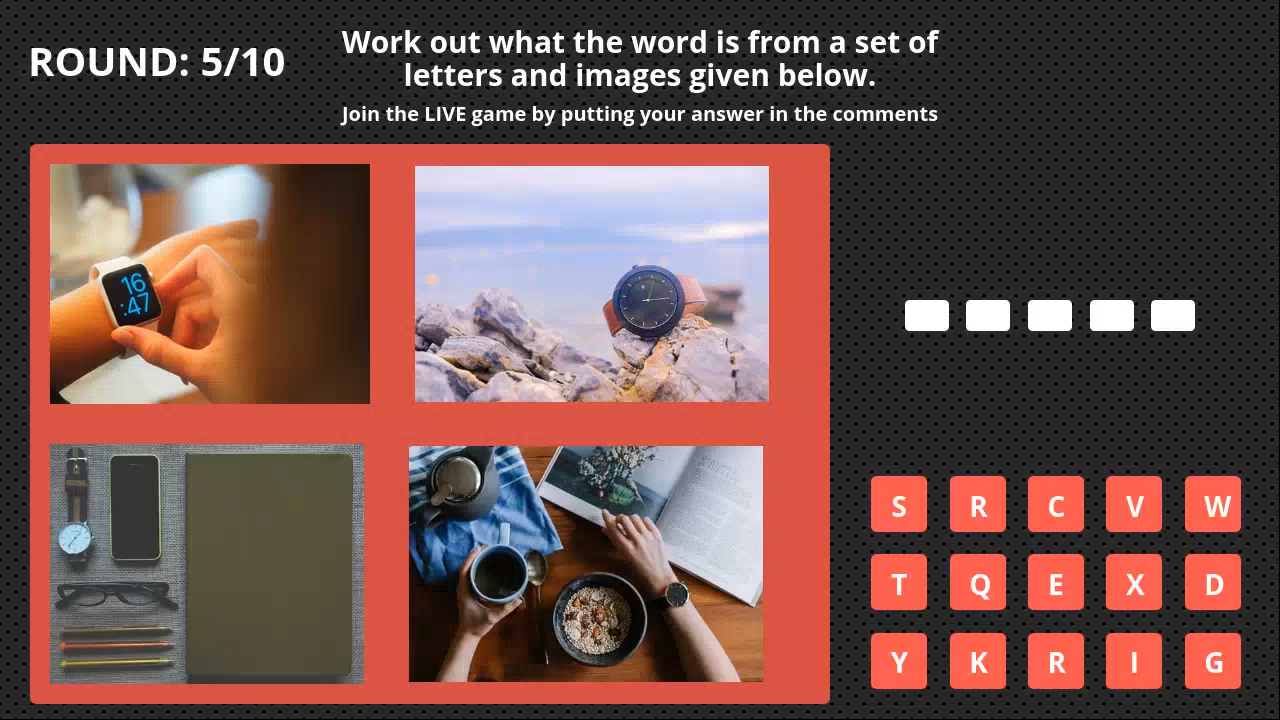 ROUND: 5/10
Work out what the word is from a set of
letters and images given below.
Join the LIVE game by putting your answer in the comments
16
:47
S R C V W
T Q E X D
Y K R I G